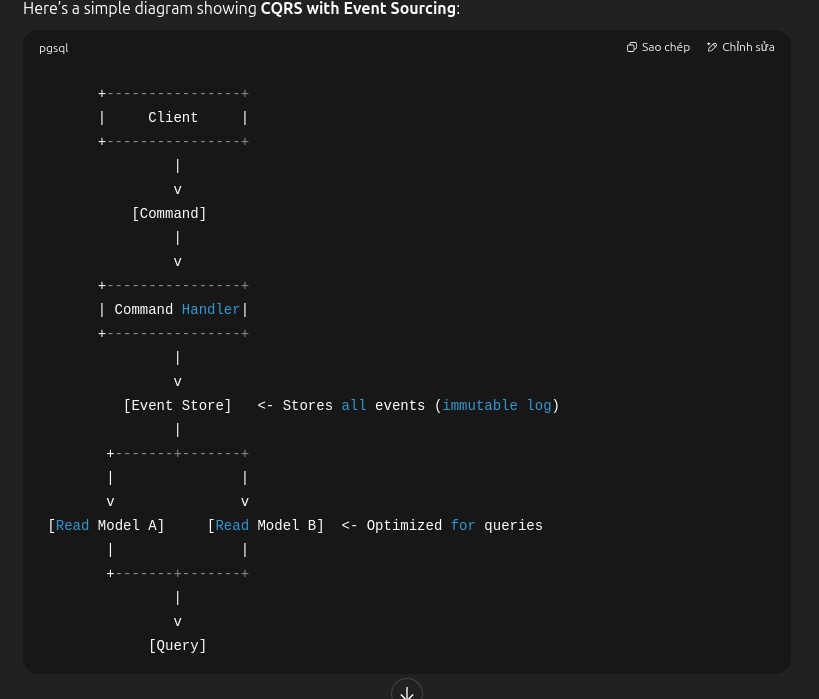 Here's a simple diagram showing CQRS with Event Sourcing:
pgsql Sao chép Chỉnh sửa
+----------------+
|     Client     |
+----------------+
|
v
[Command]
|
v
+----------------+
| Command Handler|
+----------------+
|
v
[Event Store]   <- Stores all events (immutable log)
|
+-------+-------+
|               |
v               v
[Read Model A]     [Read Model B]  <- Optimized for queries
|               |
+-------+-------+
|
v
[Query]